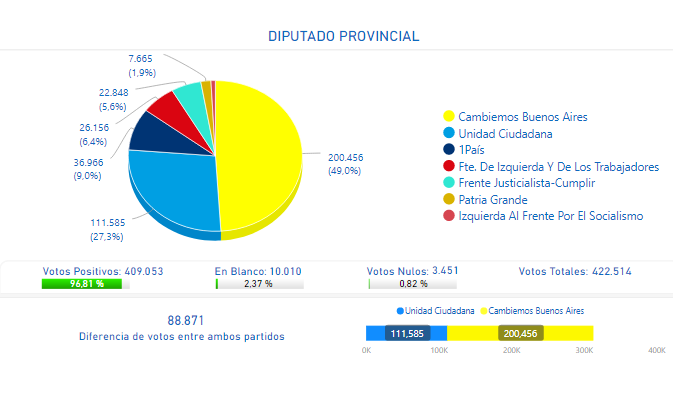 DIPUTADO PROVINCIAL
7.665
(1,9%)
22.848
(5,6%)
26.156
(6,4%)
36.966
(9,0%)
111.585
(27,3%)
200.456
(49,0%)
Cambiemos Buenos Aires
Unidad Ciudadana
1País
Fte. De Izquierda Y De Los Trabajadores
Frente Justicialista-Cumplir
Patria Grande
Izquierda Al Frente Por El Socialismo
Votos Positivos: 409.053
96,81 %
En Blanco: 10.010
2,37 %
Votos Nulos: 3.451
0,82 %
Votos Totales: 422.514
88.871
Diferencia de votos entre ambos partidos
Unidad Ciudadana Cambiemos Buenos Aires
111,585 200,456
0K 100K 200K 300K 400K